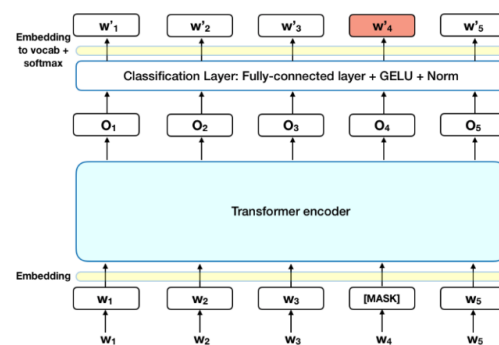 w'1 w'2 w'3 w'4 w'5
Embedding
to vocab +
softmax
Classification Layer: Fully-connected layer + GELU + Norm
O1 O2 O3 O4 O5
Transformer encoder
Embedding
w1 w2 w3 [MASK] w5
w1 w2 w3 w4 w5